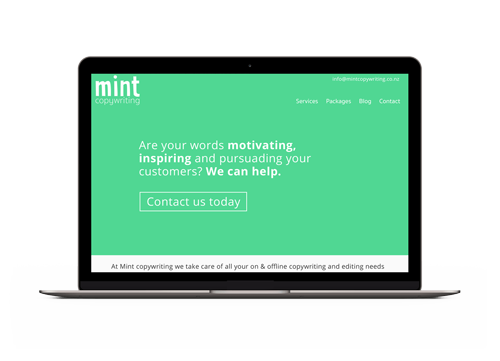 mint
copywriting
info@mintcopywriting.co.nz
Services Packages Blog Contact
Are your words motivating,
inspiring and pursuading your
customers? We can help.
Contact us today
At Mint copywriting we take care of all your on & offline copywriting and editing needs